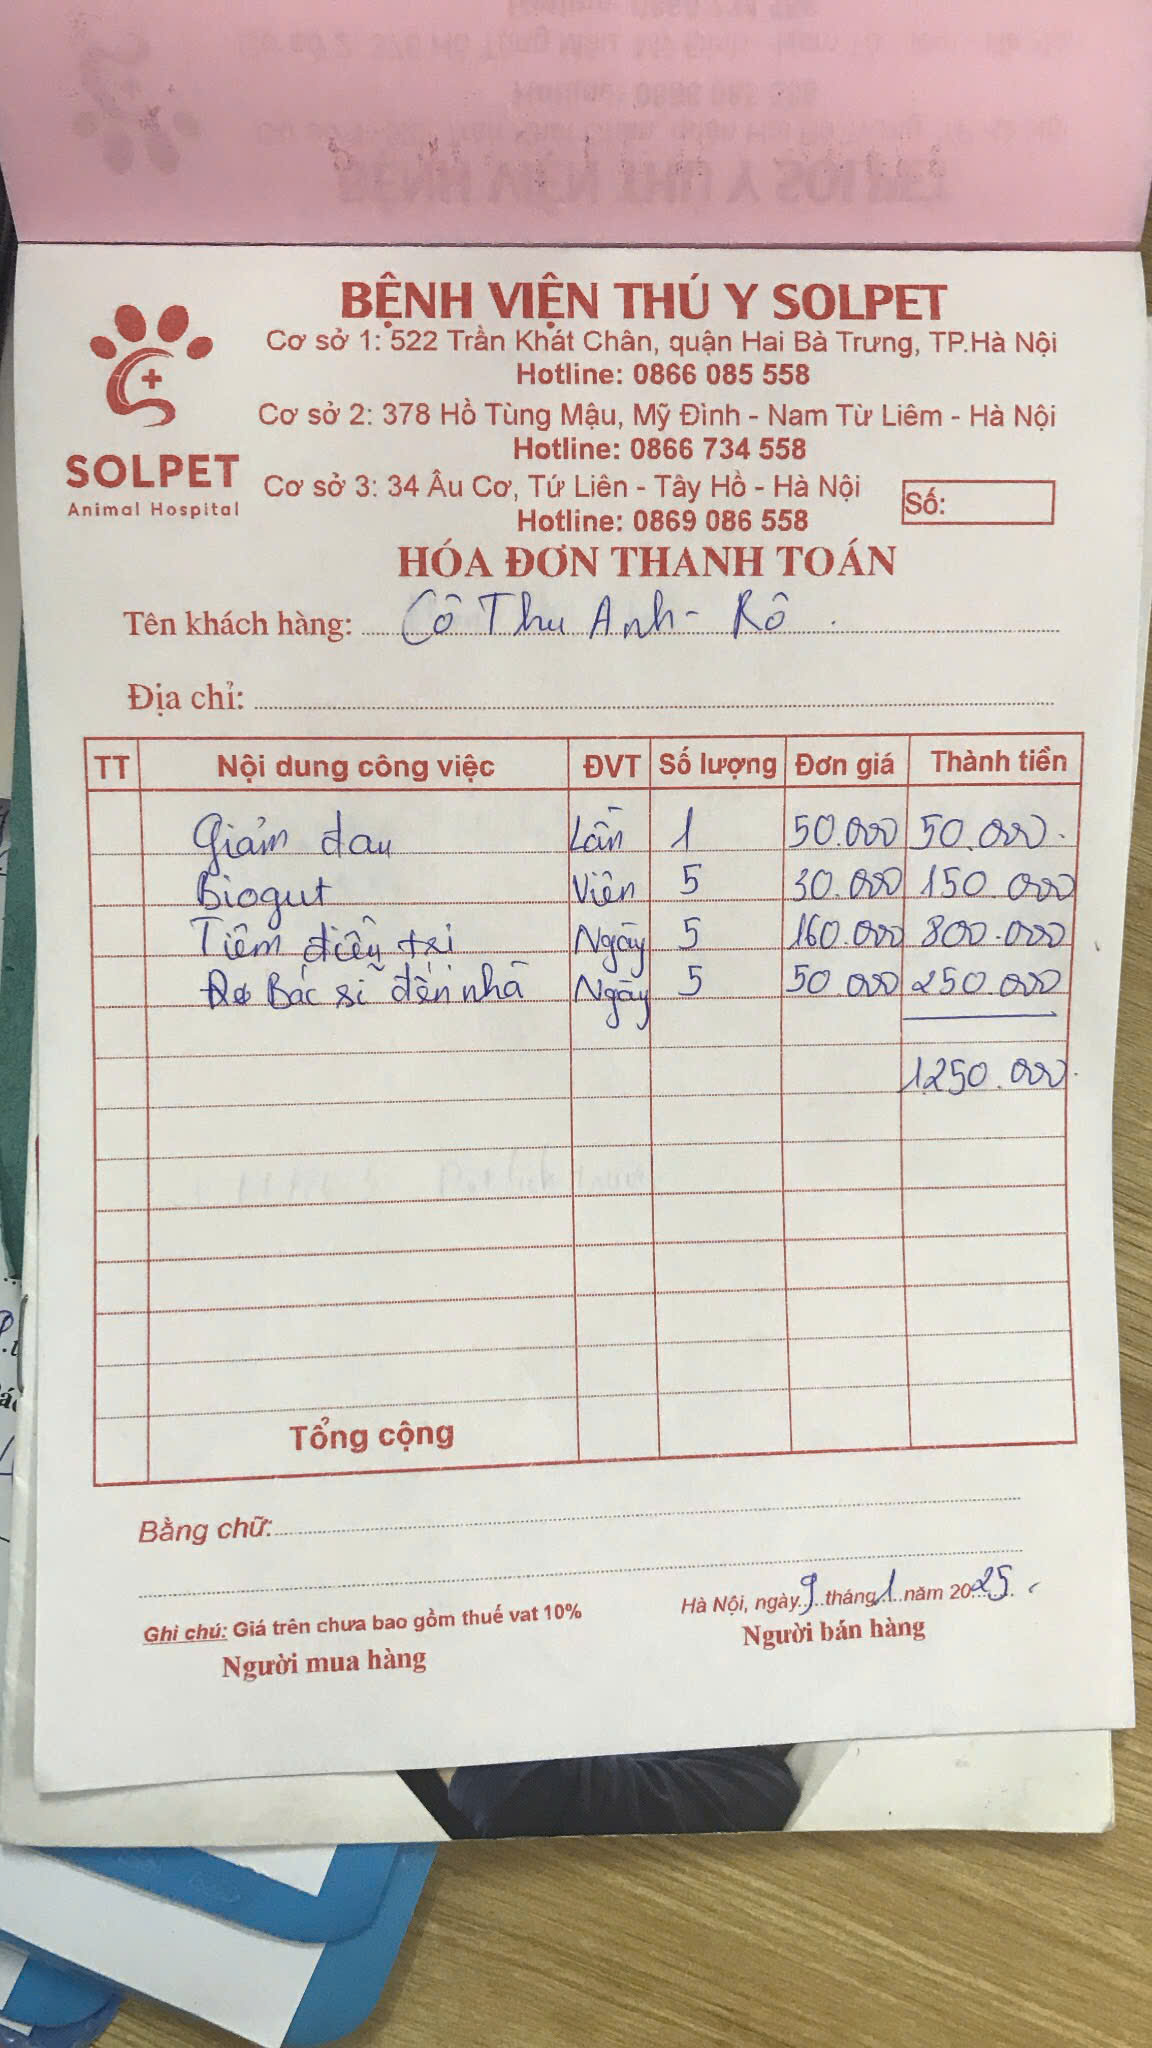 BỆNH VIỆN THÚ Y SOLPET
Cơ sở 1: 522 Trần Khát Chân, quận Hai Bà Trưng, TP.Hà Nội
Hotline: 0866 085 558
Cơ sở 2: 378 Hồ Tùng Mậu, Mỹ Đình - Nam Từ Liêm - Hà Nội
Hotline: 0866 734 558
SOLPET
Animal Hospital
Cơ sở 3: 34 Âu Cơ, Tứ Liên - Tây Hồ - Hà Nội
Số:
Hotline: 0869 086 558
HÓA ĐƠN THANH TOÁN
Tên khách hàng: Cô Thu Anh - Rô
Địa chỉ:
TT Nội dung công việc ĐVT Số lượng Đơn giá Thành tiền
Giảm đau Lần 1 50.000 50.000
Biogut Viên 5 30.000 150.000
Tiêm điều trị Ngày 5 160.000 800.000
Bác sĩ đến nhà Ngày 5 50.000 250.000
1250.000
Tổng cộng
Bằng chữ:
Hà Nội, ngày 9 tháng 1 năm 2025
Ghi chú: Giá trên chưa bao gồm thuế vat 10%
Người mua hàng Người bán hàng